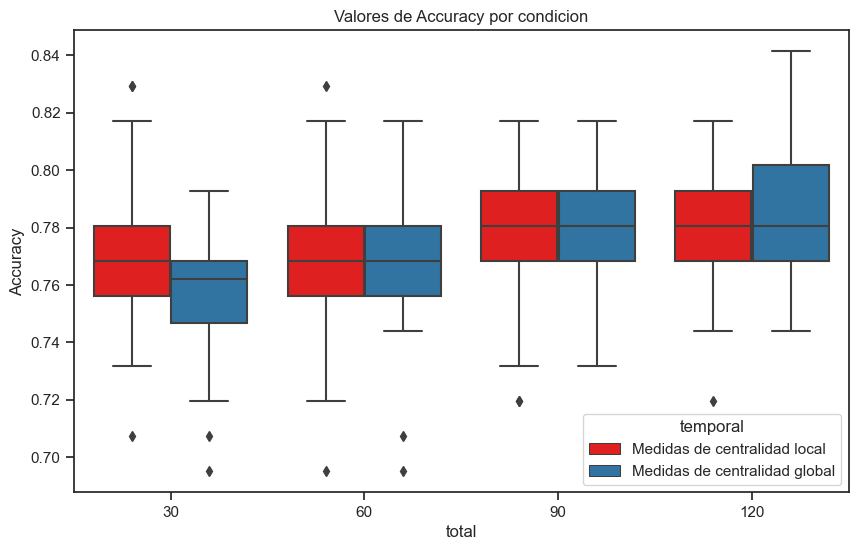 Valores de Accuracy por condicion
0.84
0.82
0.80
0.78
0.76
0.74
0.72
0.70
Accuracy
30
60
90
120
total
temporal
Medidas de centralidad local
Medidas de centralidad global